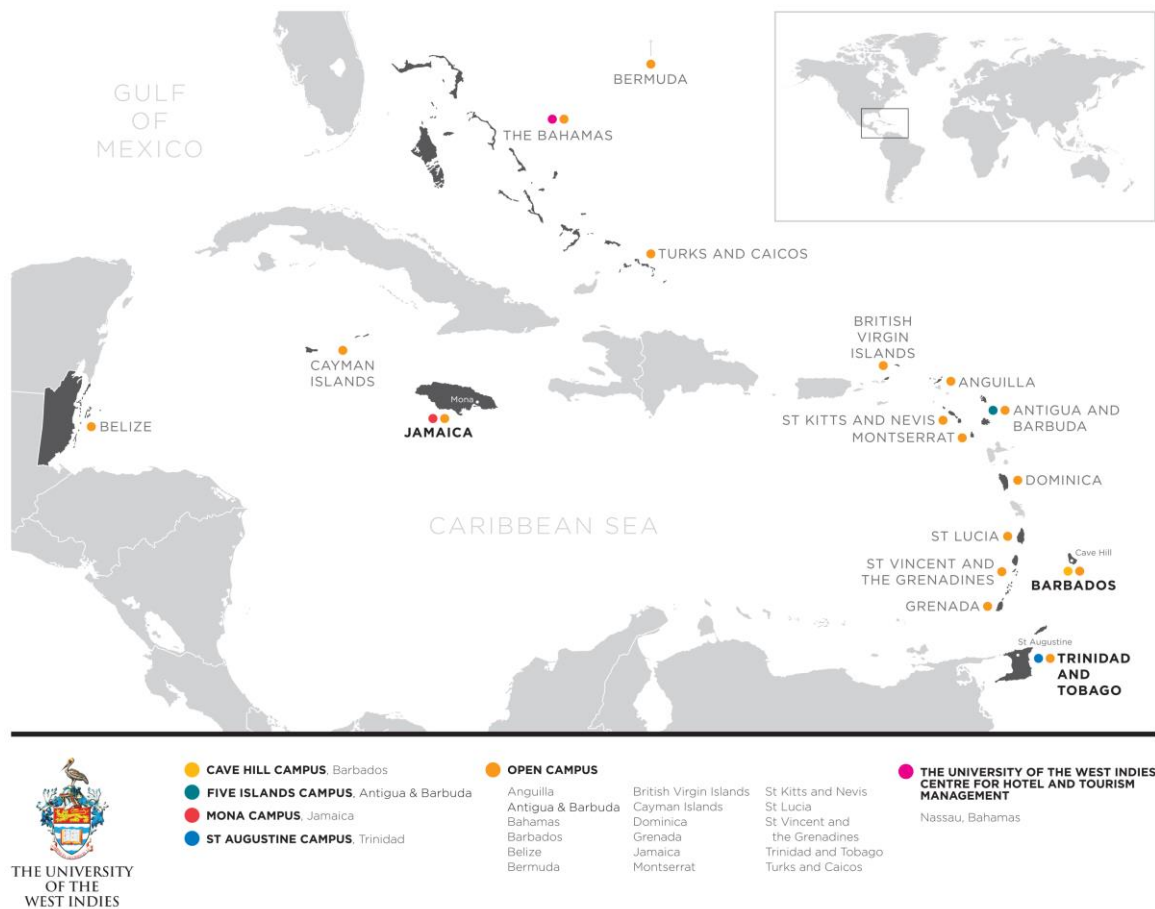 GULF
OF
MEXICO
BERMUDA
THE BAHAMAS
TURKS AND CAICOS
BRITISH
VIRGIN
ISLANDS
CAYMAN
ISLANDS
ANGUILLA
Mona
JAMAICA
BELIZE
ST KITTS AND NEVIS
ANTIGUA AND
BARBUDA
MONTSERRAT
DOMINICA
CARIBBEAN SEA
ST LUCIA
Cave Hill
ST VINCENT AND
THE GRENADINES
BARBADOS
GRENADA
St Augustine
TRINIDAD
AND
TOBAGO
THE UNIVERSITY
OF THE
WEST INDIES
CAVE HILL CAMPUS, Barbados
FIVE ISLANDS CAMPUS, Antigua & Barbuda
MONA CAMPUS, Jamaica
ST AUGUSTINE CAMPUS, Trinidad
OPEN CAMPUS
Anguilla
Antigua & Barbuda
Bahamas
Barbados
Belize
Bermuda
British Virgin Islands
Cayman Islands
Dominica
Grenada
Jamaica
Montserrat
St Kitts and Nevis
St Lucia
St Vincent and
the Grenadines
Trinidad and Tobago
Turks and Caicos
THE UNIVERSITY OF THE WEST INDIES
CENTRE FOR HOTEL AND TOURISM
MANAGEMENT
Nassau, Bahamas